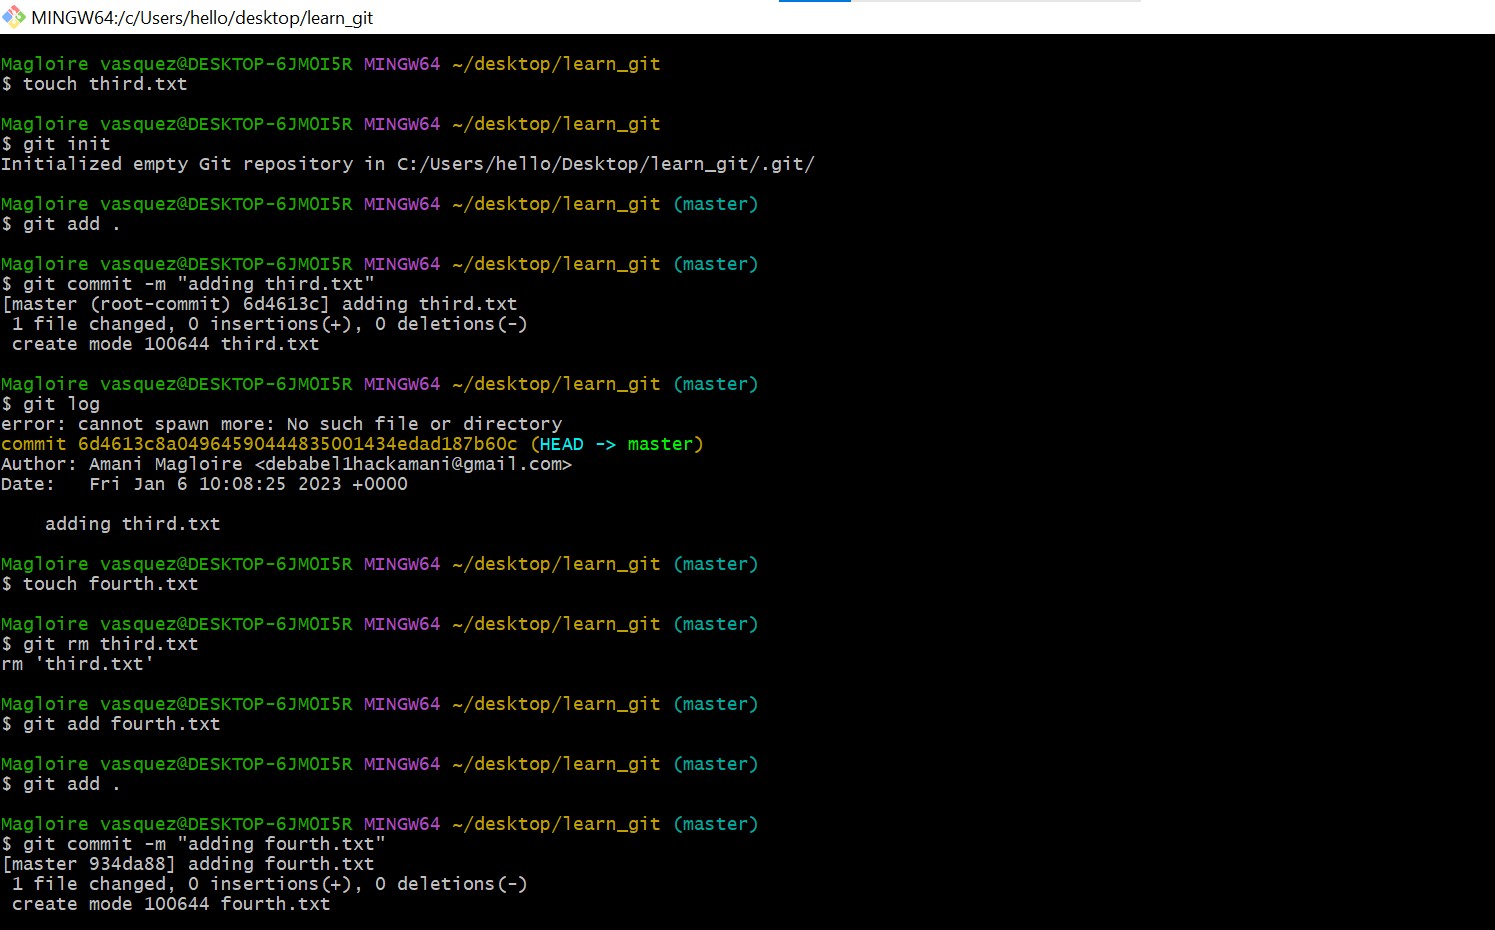 MINGW64:/c/Users/hello/desktop/learn_git
Magloire vasquez@DESKTOP-6JMOI5R MINGW64 ~/desktop/learn_git
$ touch third.txt
Magloire vasquez@DESKTOP-6JMOI5R MINGW64 ~/desktop/learn_git
$ git init
Initialized empty Git repository in C:/Users/hello/Desktop/learn_git/.git/
Magloire vasquez@DESKTOP-6JMOI5R MINGW64 ~/desktop/learn_git (master)
$ git add .
Magloire vasquez@DESKTOP-6JMOI5R MINGW64 ~/desktop/learn_git (master)
$ git commit -m "adding third.txt"
[master (root-commit) 6d4613c] adding third.txt
 1 file changed, 0 insertions(+), 0 deletions(-)
 create mode 100644 third.txt
Magloire vasquez@DESKTOP-6JMOI5R MINGW64 ~/desktop/learn_git (master)
$ git log
error: cannot spawn more: No such file or directory
commit 6d4613c8a04964590444835001434edad187b60c (HEAD -> master)
Author: Amani Magloire <debabel1hackamani@gmail.com>
Date:   Fri Jan 6 10:08:25 2023 +0000
    adding third.txt
Magloire vasquez@DESKTOP-6JMOI5R MINGW64 ~/desktop/learn_git (master)
$ touch fourth.txt
Magloire vasquez@DESKTOP-6JMOI5R MINGW64 ~/desktop/learn_git (master)
$ git rm third.txt
rm 'third.txt'
Magloire vasquez@DESKTOP-6JMOI5R MINGW64 ~/desktop/learn_git (master)
$ git add fourth.txt
Magloire vasquez@DESKTOP-6JMOI5R MINGW64 ~/desktop/learn_git (master)
$ git add .
Magloire vasquez@DESKTOP-6JMOI5R MINGW64 ~/desktop/learn_git (master)
$ git commit -m "adding fourth.txt"
[master 934da88] adding fourth.txt
 1 file changed, 0 insertions(+), 0 deletions(-)
 create mode 100644 fourth.txt